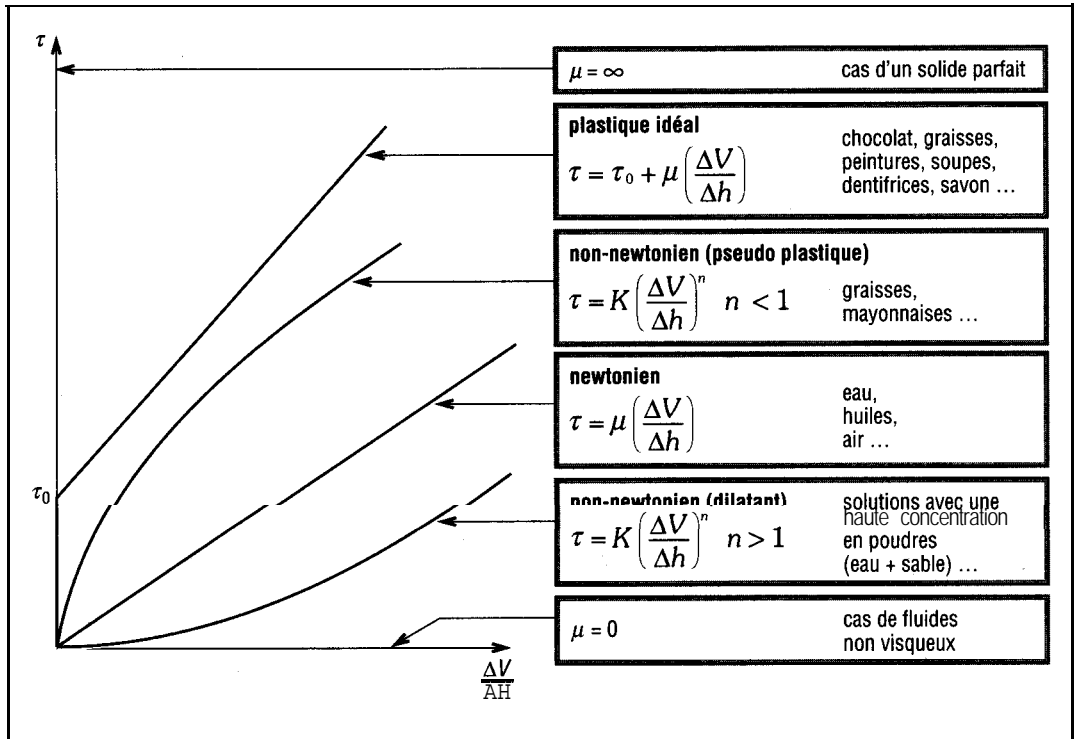 τ
μ = ∞ cas d'un solide parfait
plastique idéal
τ = τ₀ + μ (ΔV/Δh)
chocolat, graisses,
peintures, soupes,
dentifrices, savon ...
non-newtonien (pseudo plastique)
τ = K (ΔV/Δh)ⁿ n < 1
graisses,
mayonnaises ...
newtonien
τ = μ (ΔV/Δh)
eau,
huiles,
air ...
τ₀
non-newtonien (dilatant)
τ = K (ΔV/Δh)ⁿ n > 1
solutions avec une
haute concentration
en poudres
(eau + sable) ...
μ = 0
cas de fluides
non visqueux
ΔV
AH